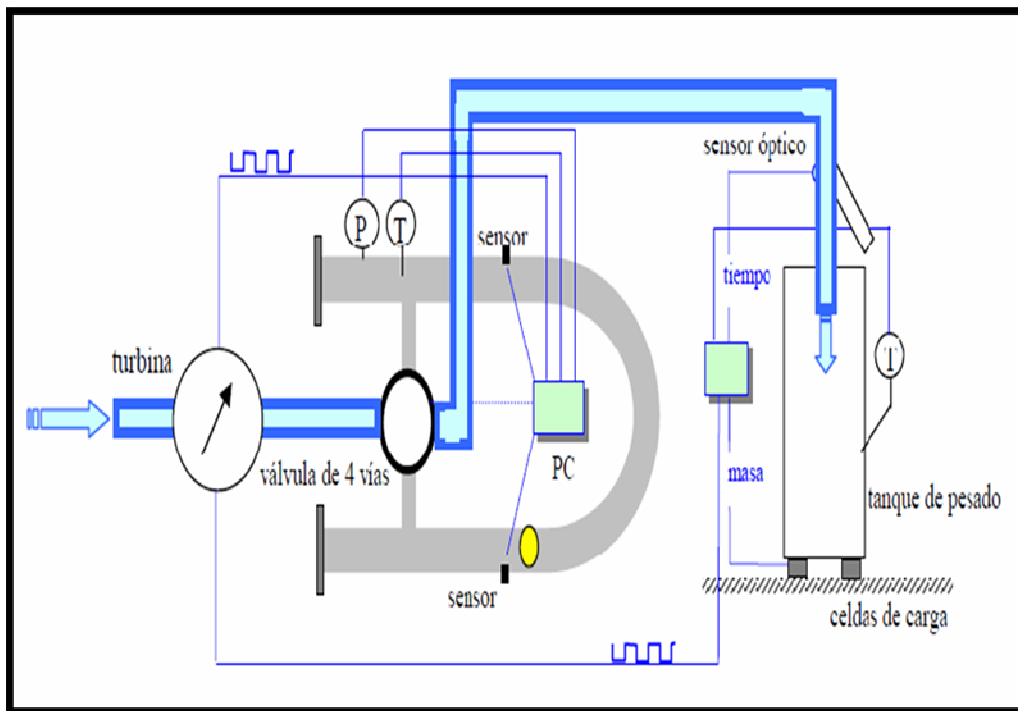 sensor óptico
P
T
sensor
tiempo
turbina
T
válvula de 4 vías
PC
masa
tanque de pesado
sensor
celdas de carga